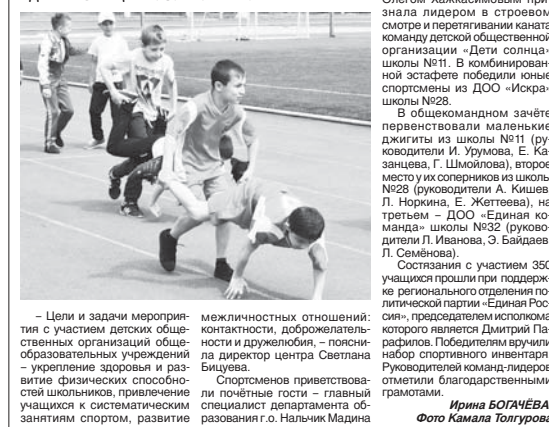 – Цели и задачи мероприя-
тия с участием детских обще-
ственных организаций обще-
образовательных учреждений
– укрепление здоровья и раз-
витие физических способно-
стей школьников, привлечение
учащихся к систематическим
занятиям спортом, развитие
межличностных отношений:
контактности, доброжелатель-
ности и дружелюбия, – поясни-
ла директор центра Светлана
Бицуева.
Спортсменов приветствова-
ли почётные гости – главный
специалист департамента об-
разования г.о. Нальчик Мадина
Олегом Хажкасимовым при-
знала лидером в строевом
смотре и перетягивании каната
команду детской общественной
организации «Дети солнца»
школы №11. В комбинирован-
ной эстафете победили юные
спортсмены из ДОО «Искра»
школы №28.
В общекомандном зачёте
первенствовали маленькие
джигиты из школы №11 (ру-
ководители И. Урумова, Е. Ка-
занцева, Г. Шмойлова), второе
место у их соперников из школы
№28 (руководители А. Кишев,
Л. Норкина, Е. Жеттеева), на
третьем – ДОО «Единая ко-
манда» школы №32 (руково-
дители Л. Иванова, Э. Байдаев,
Л. Семёнова).
Состязания с участием 350
учащихся прошли при поддерж-
ке регионального отделения по-
литической партии «Единая Рос-
сия», председателем исполкома
которого является Дмитрий Па-
рафилов. Победителям вручили
набор спортивного инвентаря.
Руководителей команд-лидеров
отметили благодарственными
грамотами.
Ирина БОГАЧЁВА.
Фото Камала Толгурова